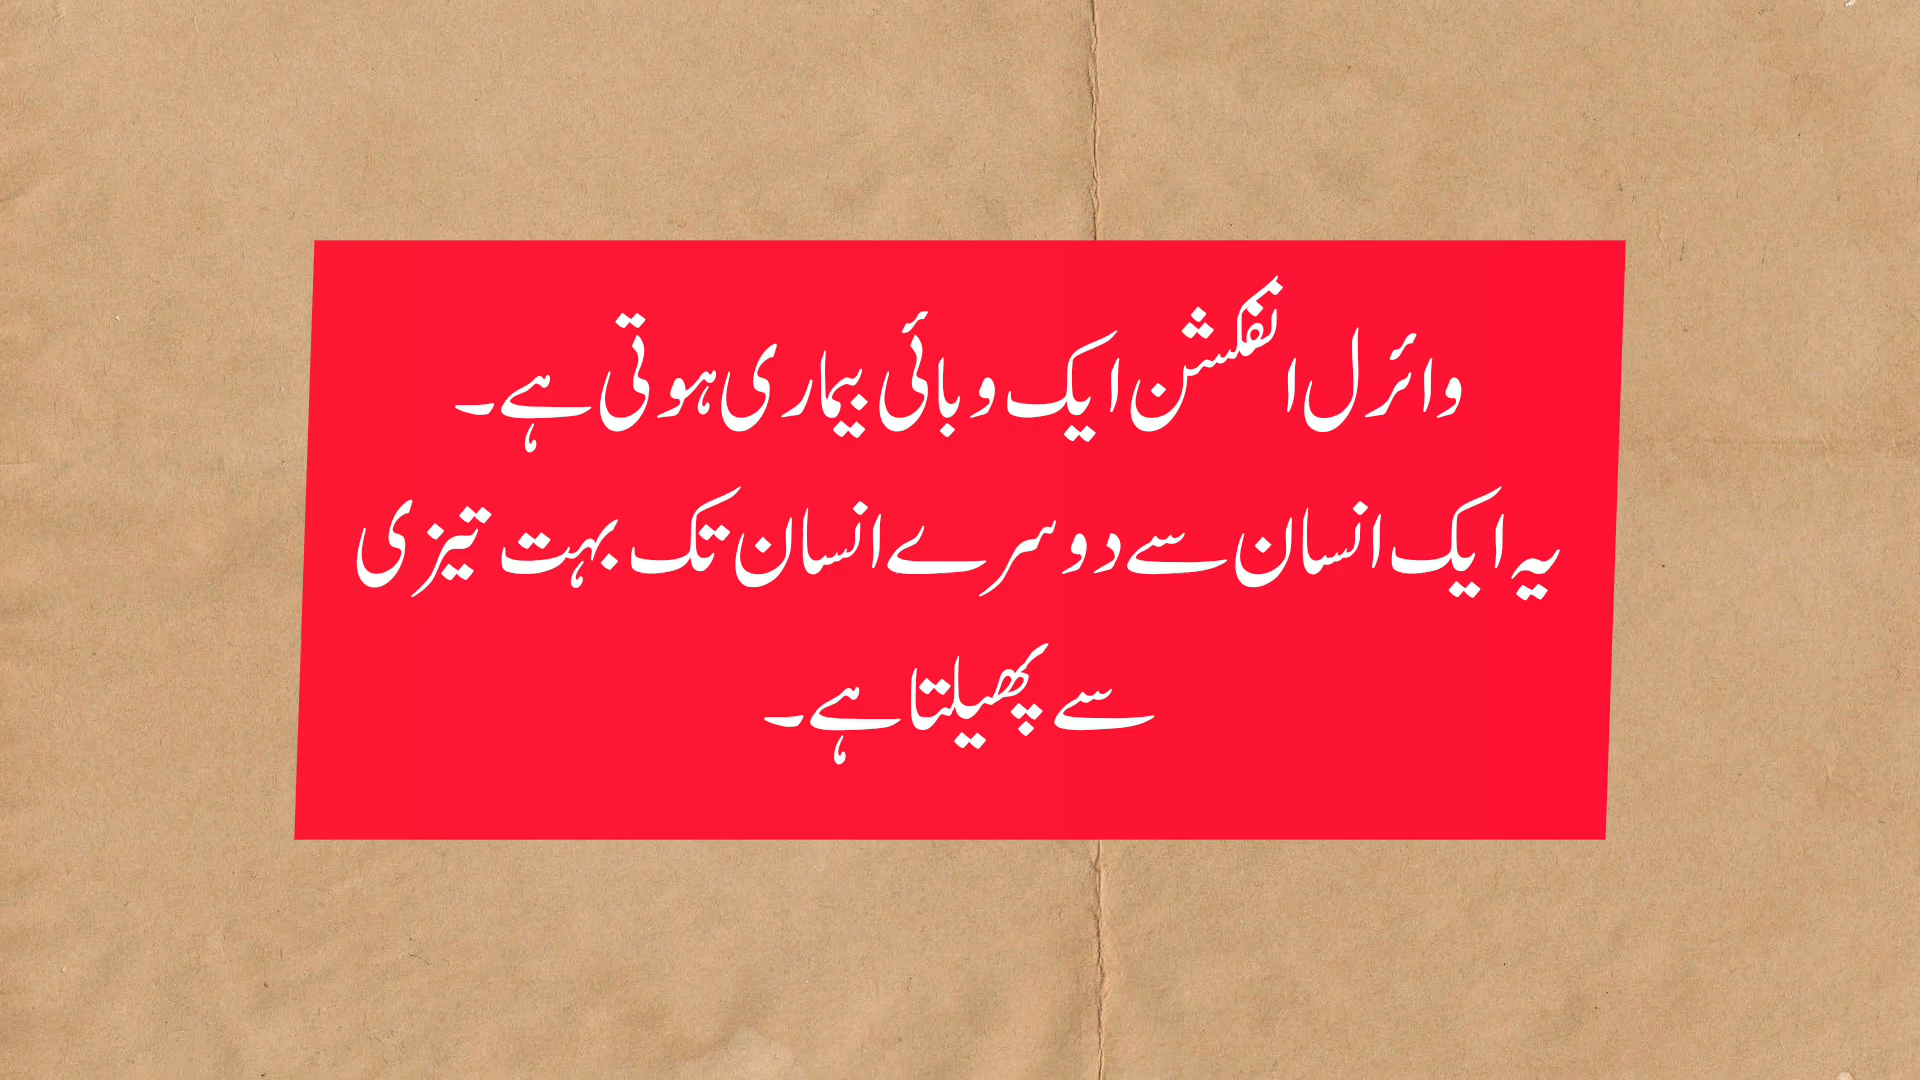 وائرل انفکشن ایک وبائی بیماری ہوتی ہے۔
یہ ایک انسان سے دوسرے انسان تک بہت تیزی
سے پھیلتا ہے۔